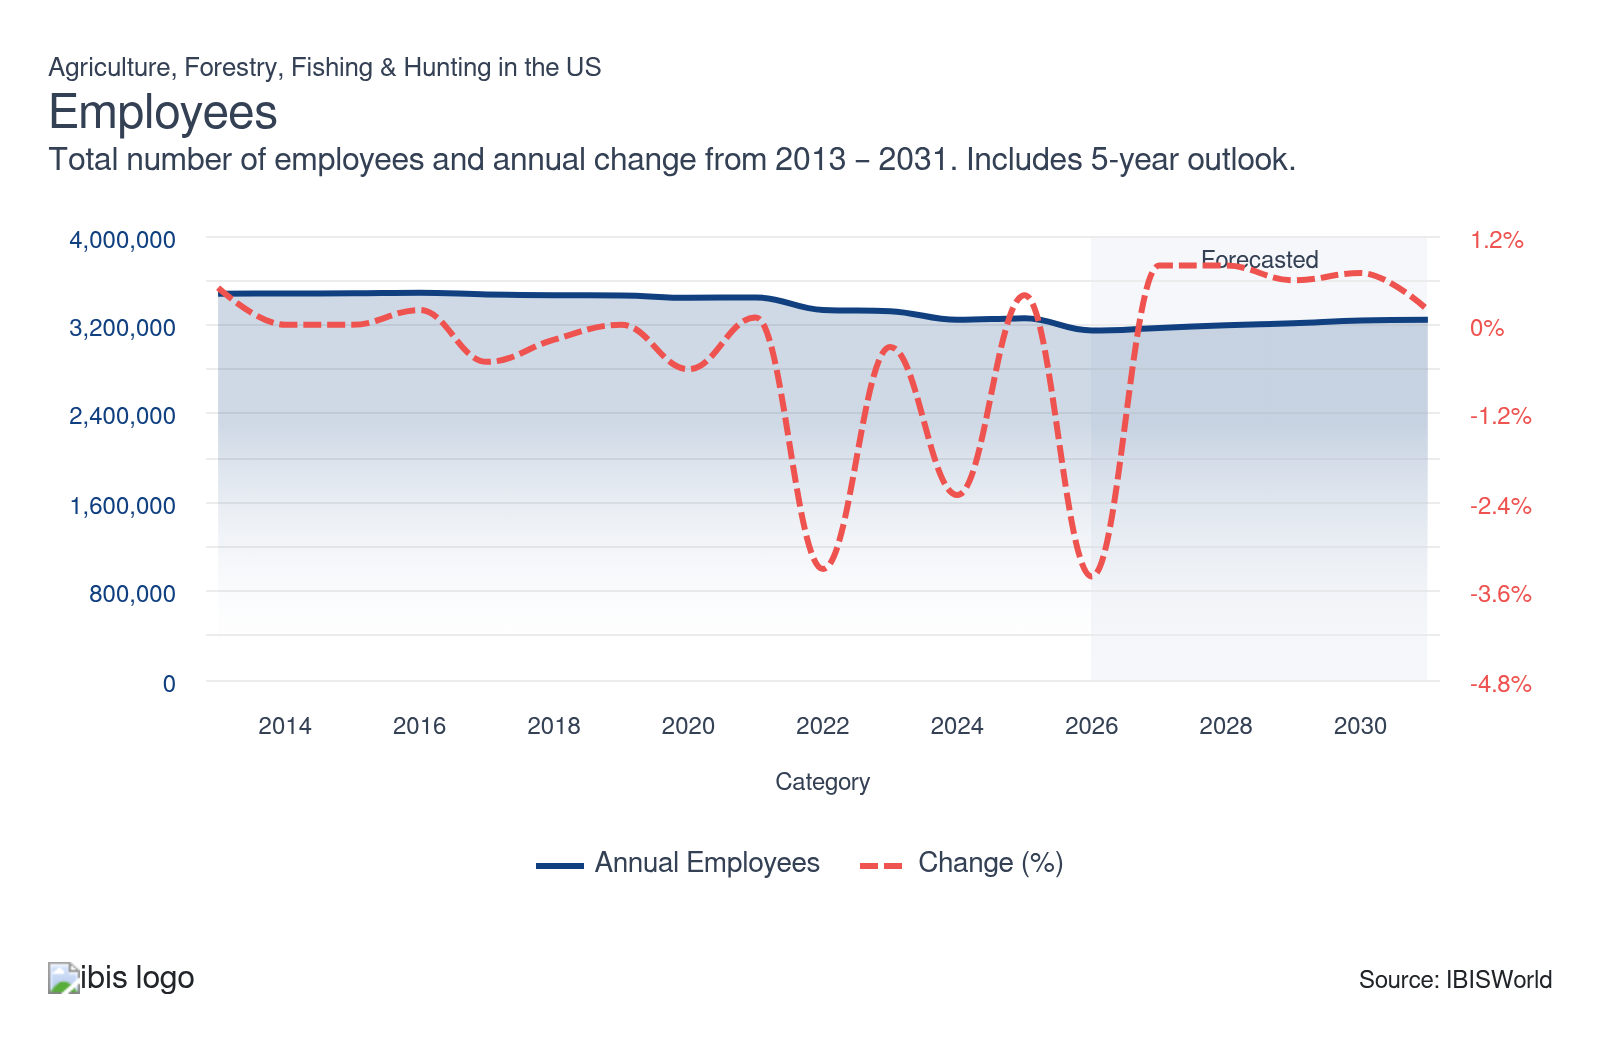 Agriculture, Forestry, Fishing & Hunting in the US
Employees
Total number of employees and annual change from 2013 – 2031. Includes 5-year outlook.
4,000,000
3,200,000
2,400,000
1,600,000
800,000
0
Forecasted
1.2%
0%
-1.2%
-2.4%
-3.6%
-4.8%
2014 2016 2018 2020 2022 2024 2026 2028 2030
Category
Annual Employees Change (%)
ibis logo
Source: IBISWorld